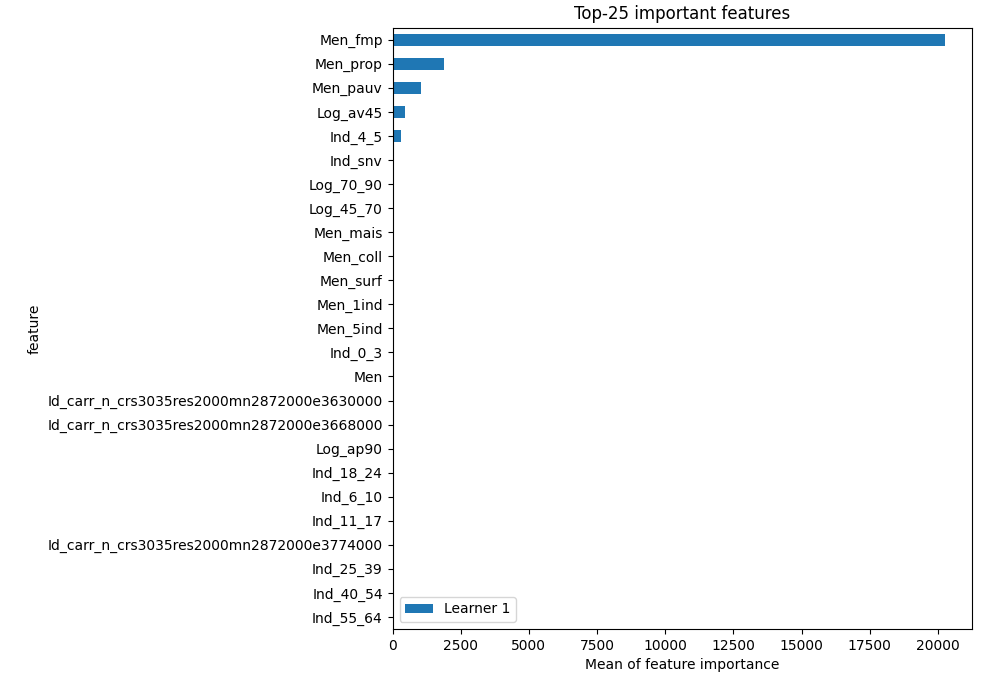 Top-25 important features
Men_fmp
Men_prop
Men_pauv
Log_av45
Ind_4_5
Ind_snv
Log_70_90
Log_45_70
Men_mais
Men_coll
Men_surf
Men_1ind
Men_5ind
Ind_0_3
Men
Id_carr_n_crs3035res2000mn2872000e3630000
Id_carr_n_crs3035res2000mn2872000e3668000
Log_ap90
Ind_18_24
Ind_6_10
Ind_11_17
Id_carr_n_crs3035res2000mn2872000e3774000
Ind_25_39
Ind_40_54
Ind_55_64
feature
Learner 1
0 2500 5000 7500 10000 12500 15000 17500 20000
Mean of feature importance